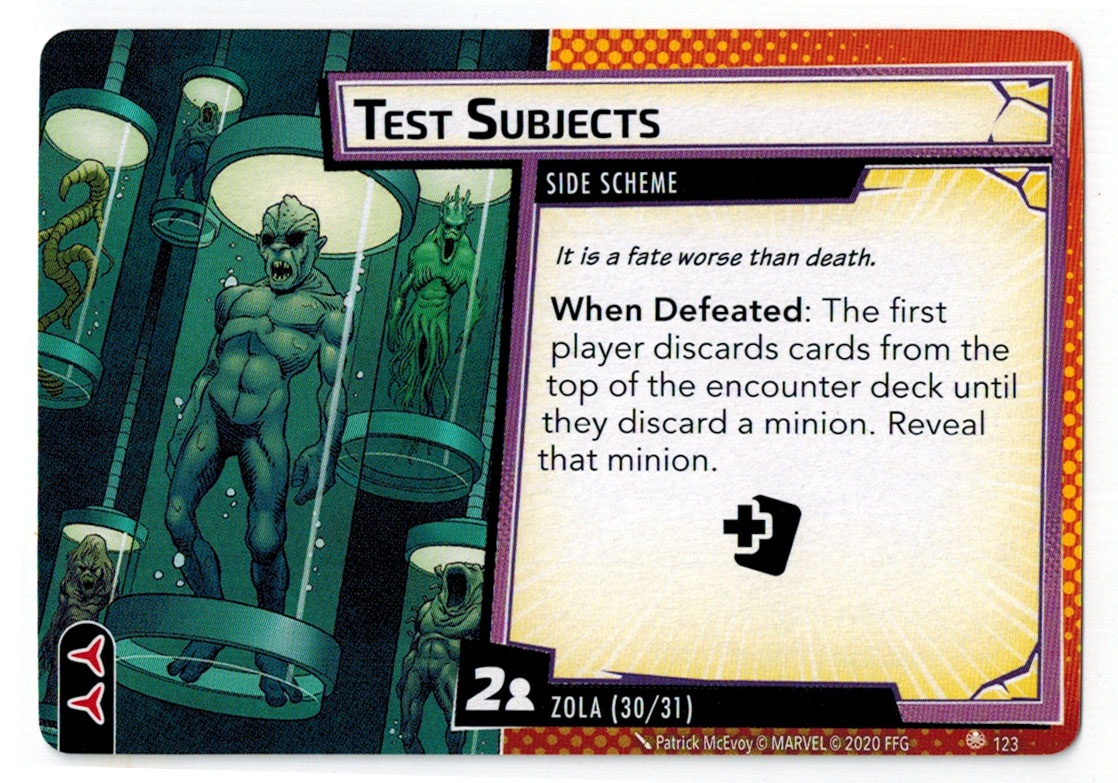 TEST SUBJECTS
SIDE SCHEME
It is a fate worse than death.
When Defeated: The first
player discards cards from the
top of the encounter deck until
they discard a minion. Reveal
that minion.
2
ZOLA (30/31)
Patrick McEvoy © MARVEL © 2020 FFG 123